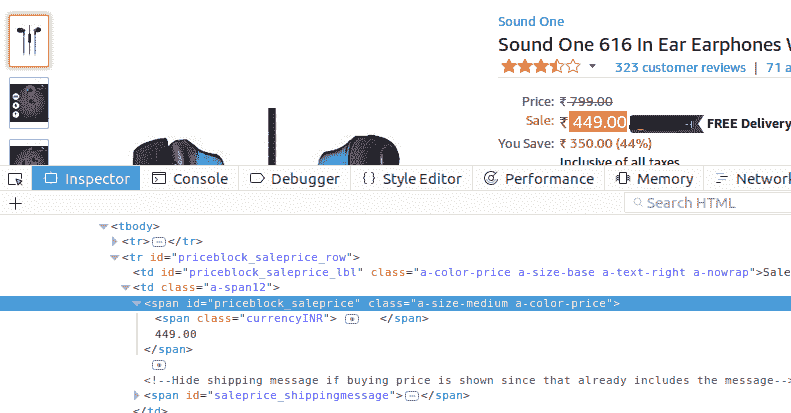 Sound One
Sound One 616 In Ear Earphones W
323 customer reviews | 71 a
Price: ₹ 799.00
Sale: ₹ 449.00 FREE Delivery
You Save: ₹ 350.00 (44%)
Inclusive of all taxes
Inspector Console Debugger {} Style Editor Performance Memory Network
+ Search HTML
<tbody>
<tr></tr>
<tr id="priceblock_saleprice_row">
<td id="priceblock_saleprice_lbl" class="a-color-price a-size-base a-text-right a-nowrap">Sale
<td class="a-span12">
<span id="priceblock_saleprice" class="a-size-medium a-color-price">
<span class="currencyINR"> </span>
449.00
</span>
<!--Hide shipping message if buying price is shown since that already includes the message-->
<span id="saleprice_shippingmessage"></span>
</td>